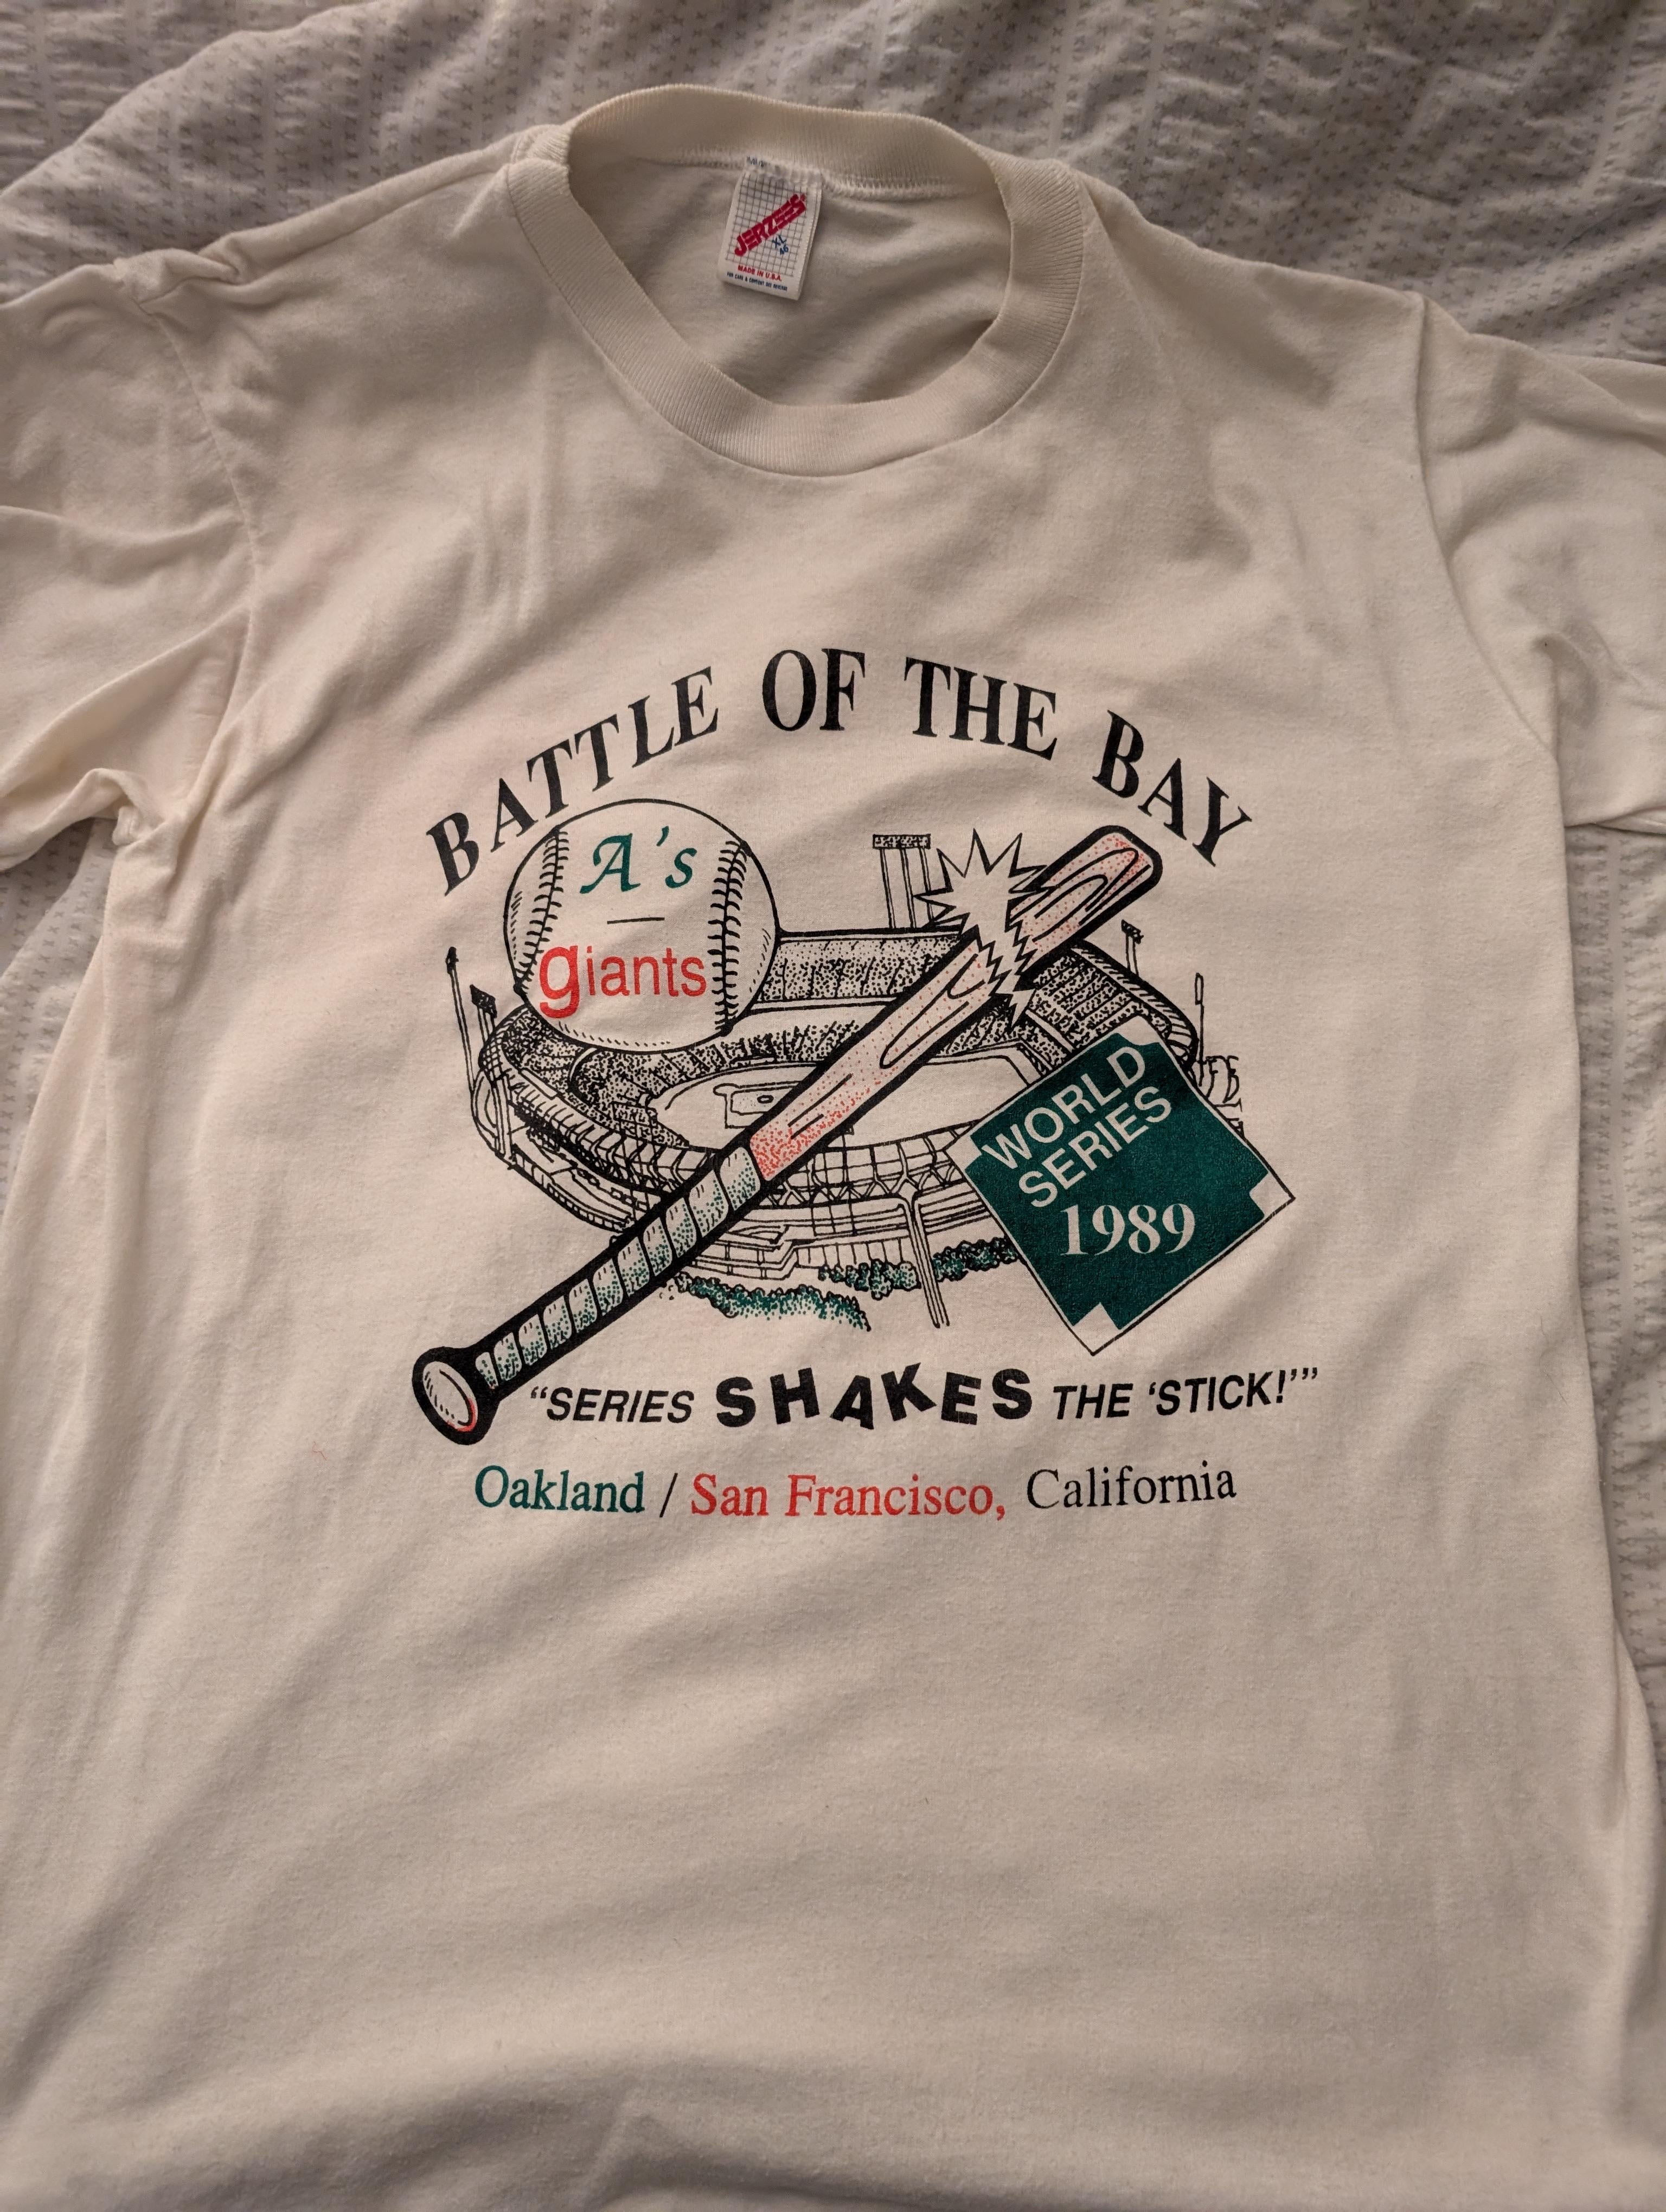 JERZEES
XL
MADE IN U.S.A.
BATTLE OF THE BAY
A's
giants
WORLD
SERIES
1989
“SERIES SHAKES THE ‘STICK!’”
Oakland / San Francisco, California